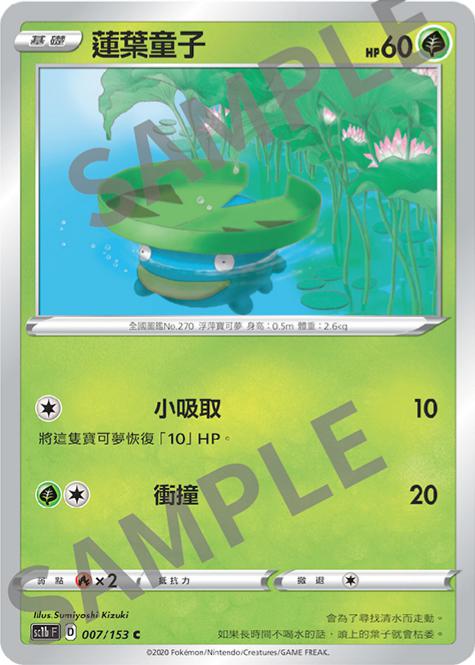 基礎 蓮葉童子 HP60
SAMPLE
全國圖鑑No.270 浮萍寶可夢 身高：0.5m 體重：2.6kg
小吸取 10
將這隻寶可夢恢復「10」HP。
衝撞 20
SAMPLE
弱點 ×2 抵抗力 撤退
Illus.Sumiyoshi Kizuki
sc1b F D 007/153 C
會為了尋找清水而走動。
如果長時間不喝水的話，頭上的葉子就會枯萎。
©2020 Pokémon/Nintendo/Creatures/GAME FREAK.